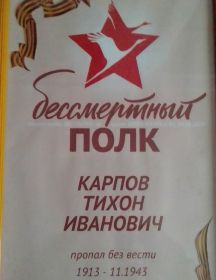 бессмертный
ПОЛК
КАРПОВ
ТИХОН
ИВАНОВИЧ
пропал без вести
1913 - 11.1943